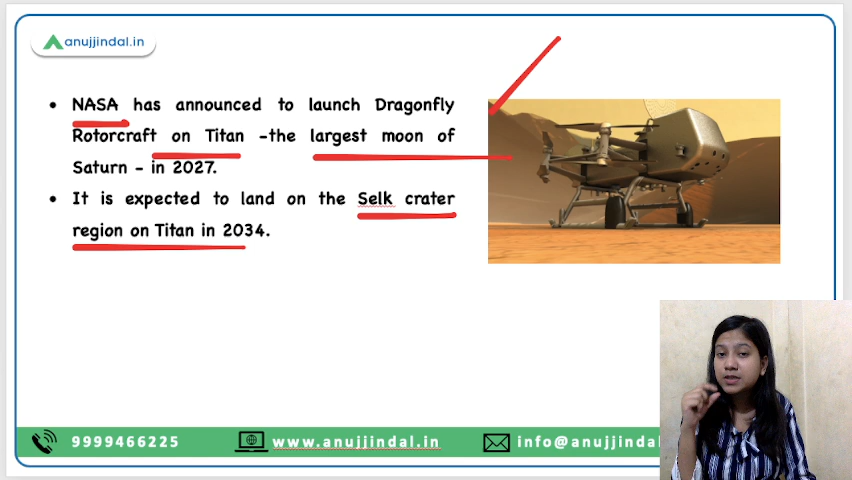 anujjindal.in
• NASA has announced to launch Dragonfly
Rotorcraft on Titan -the largest moon of
Saturn - in 2027.
• It is expected to land on the Selk crater
region on Titan in 2034.
9999466225
www.anujjindal.in
info@anujjindal